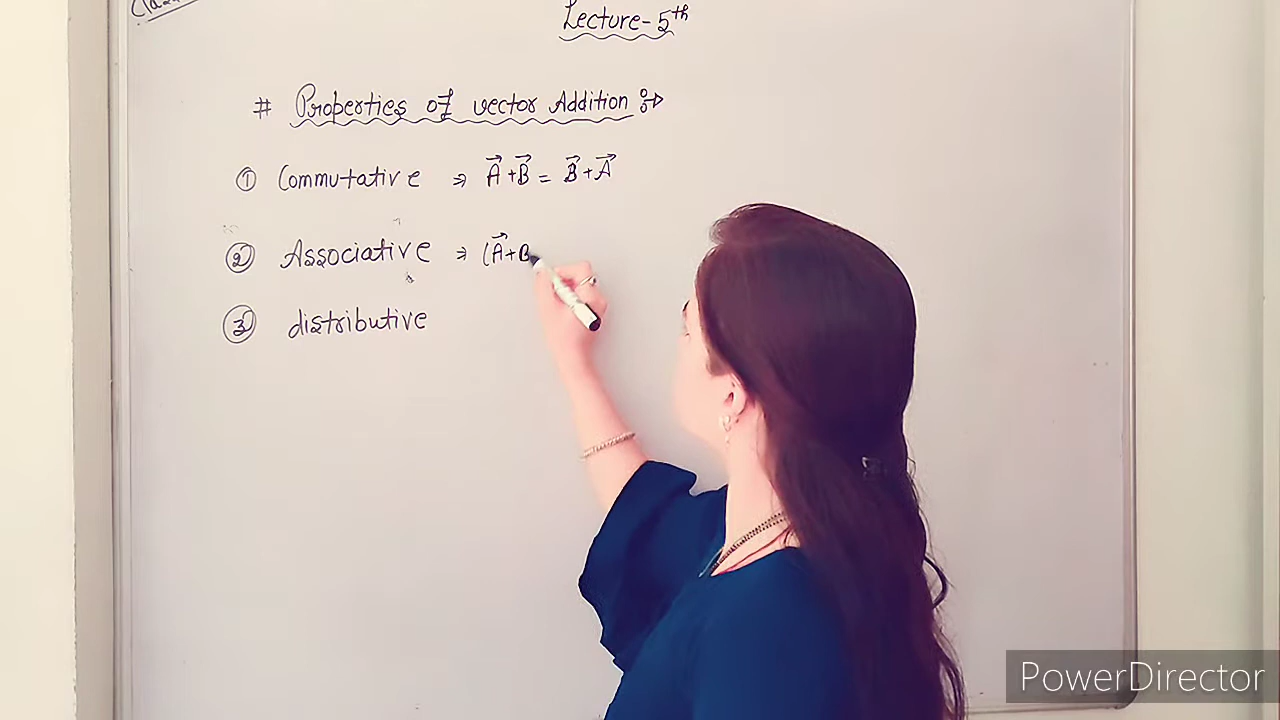 Lecture-5th
# Properties of vector Addition :⇒
① Commutative ⇒ A⃗+B⃗ = B⃗+A⃗
② Associative ⇒ (A⃗+B
③ distributive
PowerDirector